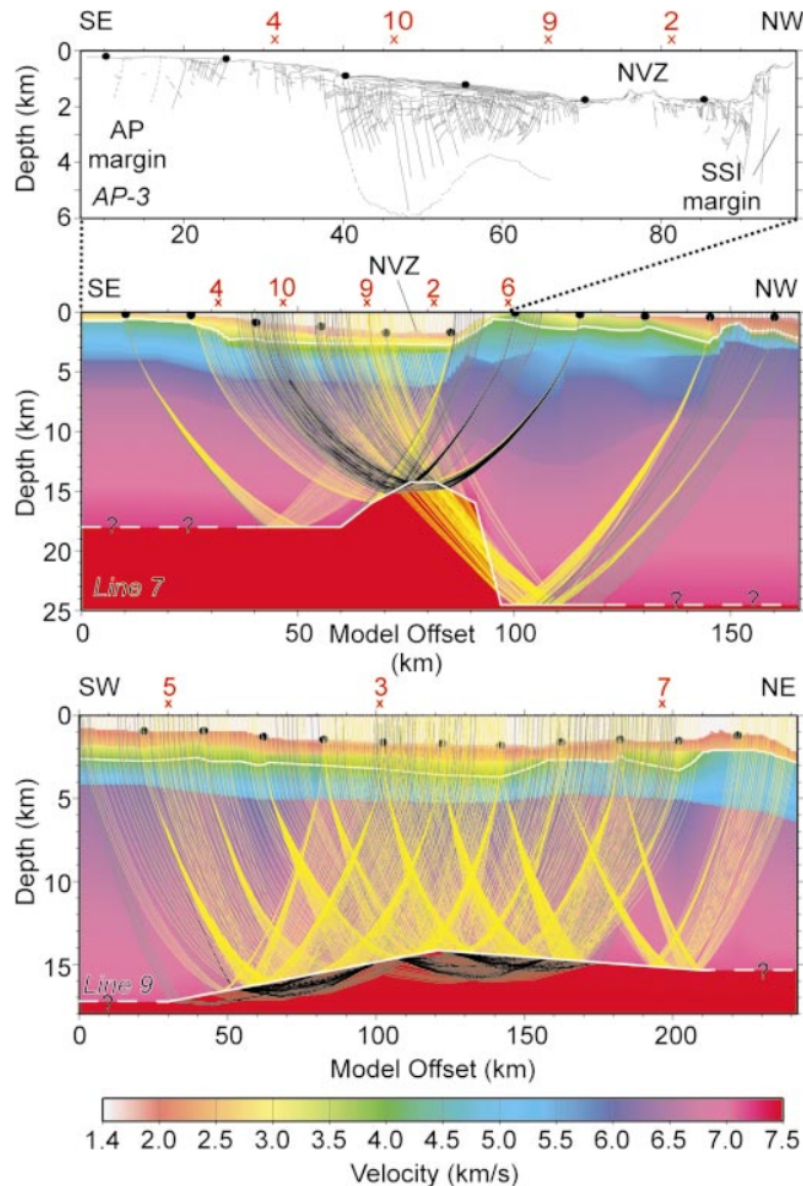 SE 4 10 9 2 NW
0
2
4
6
Depth (km)
NVZ
AP
margin
AP-3
SSI
margin
20 40 60 80
NVZ
SE 4 10 9 2 6 NW
0
5
10
15
20
25
Depth (km)
? ? ? ?
Line 7
0 50 Model Offset 100 150
(km)
SW 5 3 7 NE
0
5
10
15
Depth (km)
Line 9
? ?
0 50 100 150 200
Model Offset (km)
1.4 2.0 2.5 3.0 3.5 4.0 4.5 5.0 5.5 6.0 6.5 7.0 7.5
Velocity (km/s)